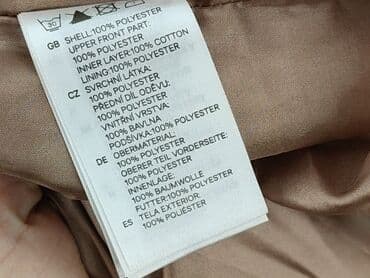 30
GB SHELL:100% POLYESTER
UPPER FRONT PART:
100% POLYESTER
INNER LAYER:100% COTTON
LINING:100% POLYESTER
CZ SVRCHNÍ LÁTKA:
100% POLYESTER
PŘEDNÍ DÍL ODĚVU:
100% POLYESTER
VNITŘNÍ VRSTVA:
100% BAVLNA
PODŠÍVKA:100% POLYESTER
DE OBERMATERIAL:
100% POLYESTER
OBERER TEIL VORDERSEITE:
100% POLYESTER
INNENLAGE:
100% BAUMWOLLE
FUTTER:100% POLYESTER
ES TELA EXTERIOR:
100% POLIÉSTER